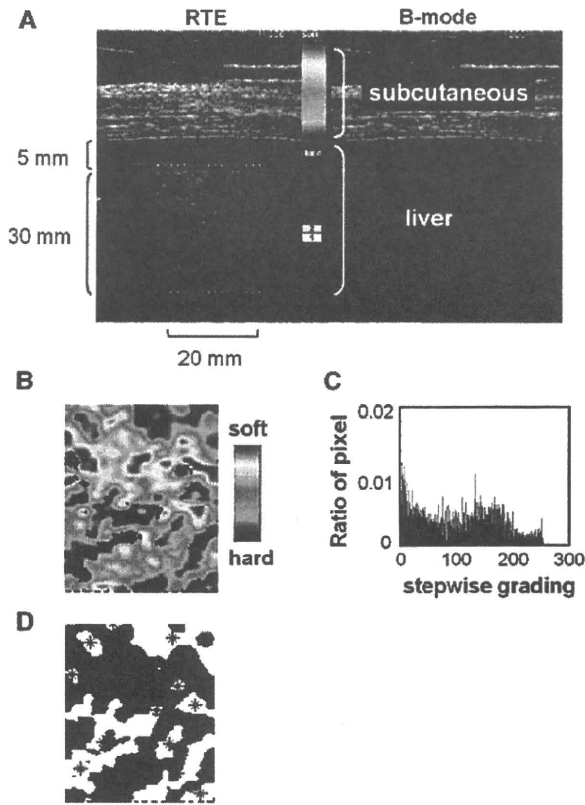 A
RTE
B-mode
subcutaneous
5 mm
30 mm
liver
20 mm
B
soft
hard
C
Ratio of pixel
0.02
0.01
0
0
100
200
300
stepwise grading
D